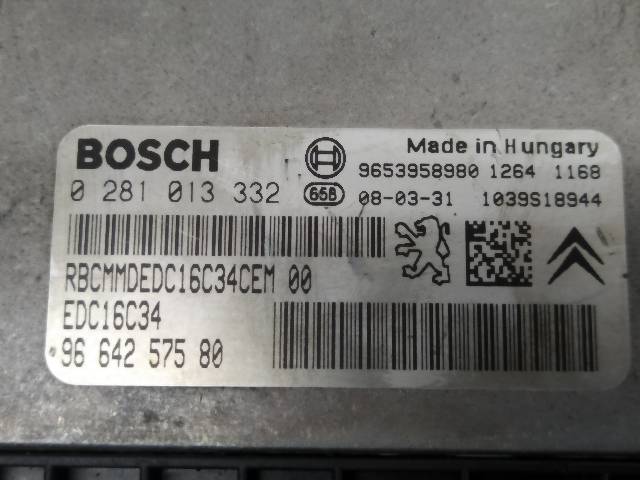 BOSCH
Made in Hungary
9653958980 1264 1168
0 281 013 332
65B
08-03-31 1039S18944
RBCMMDEDC16C34CEM 00
EDC16C34
96 642 575 80